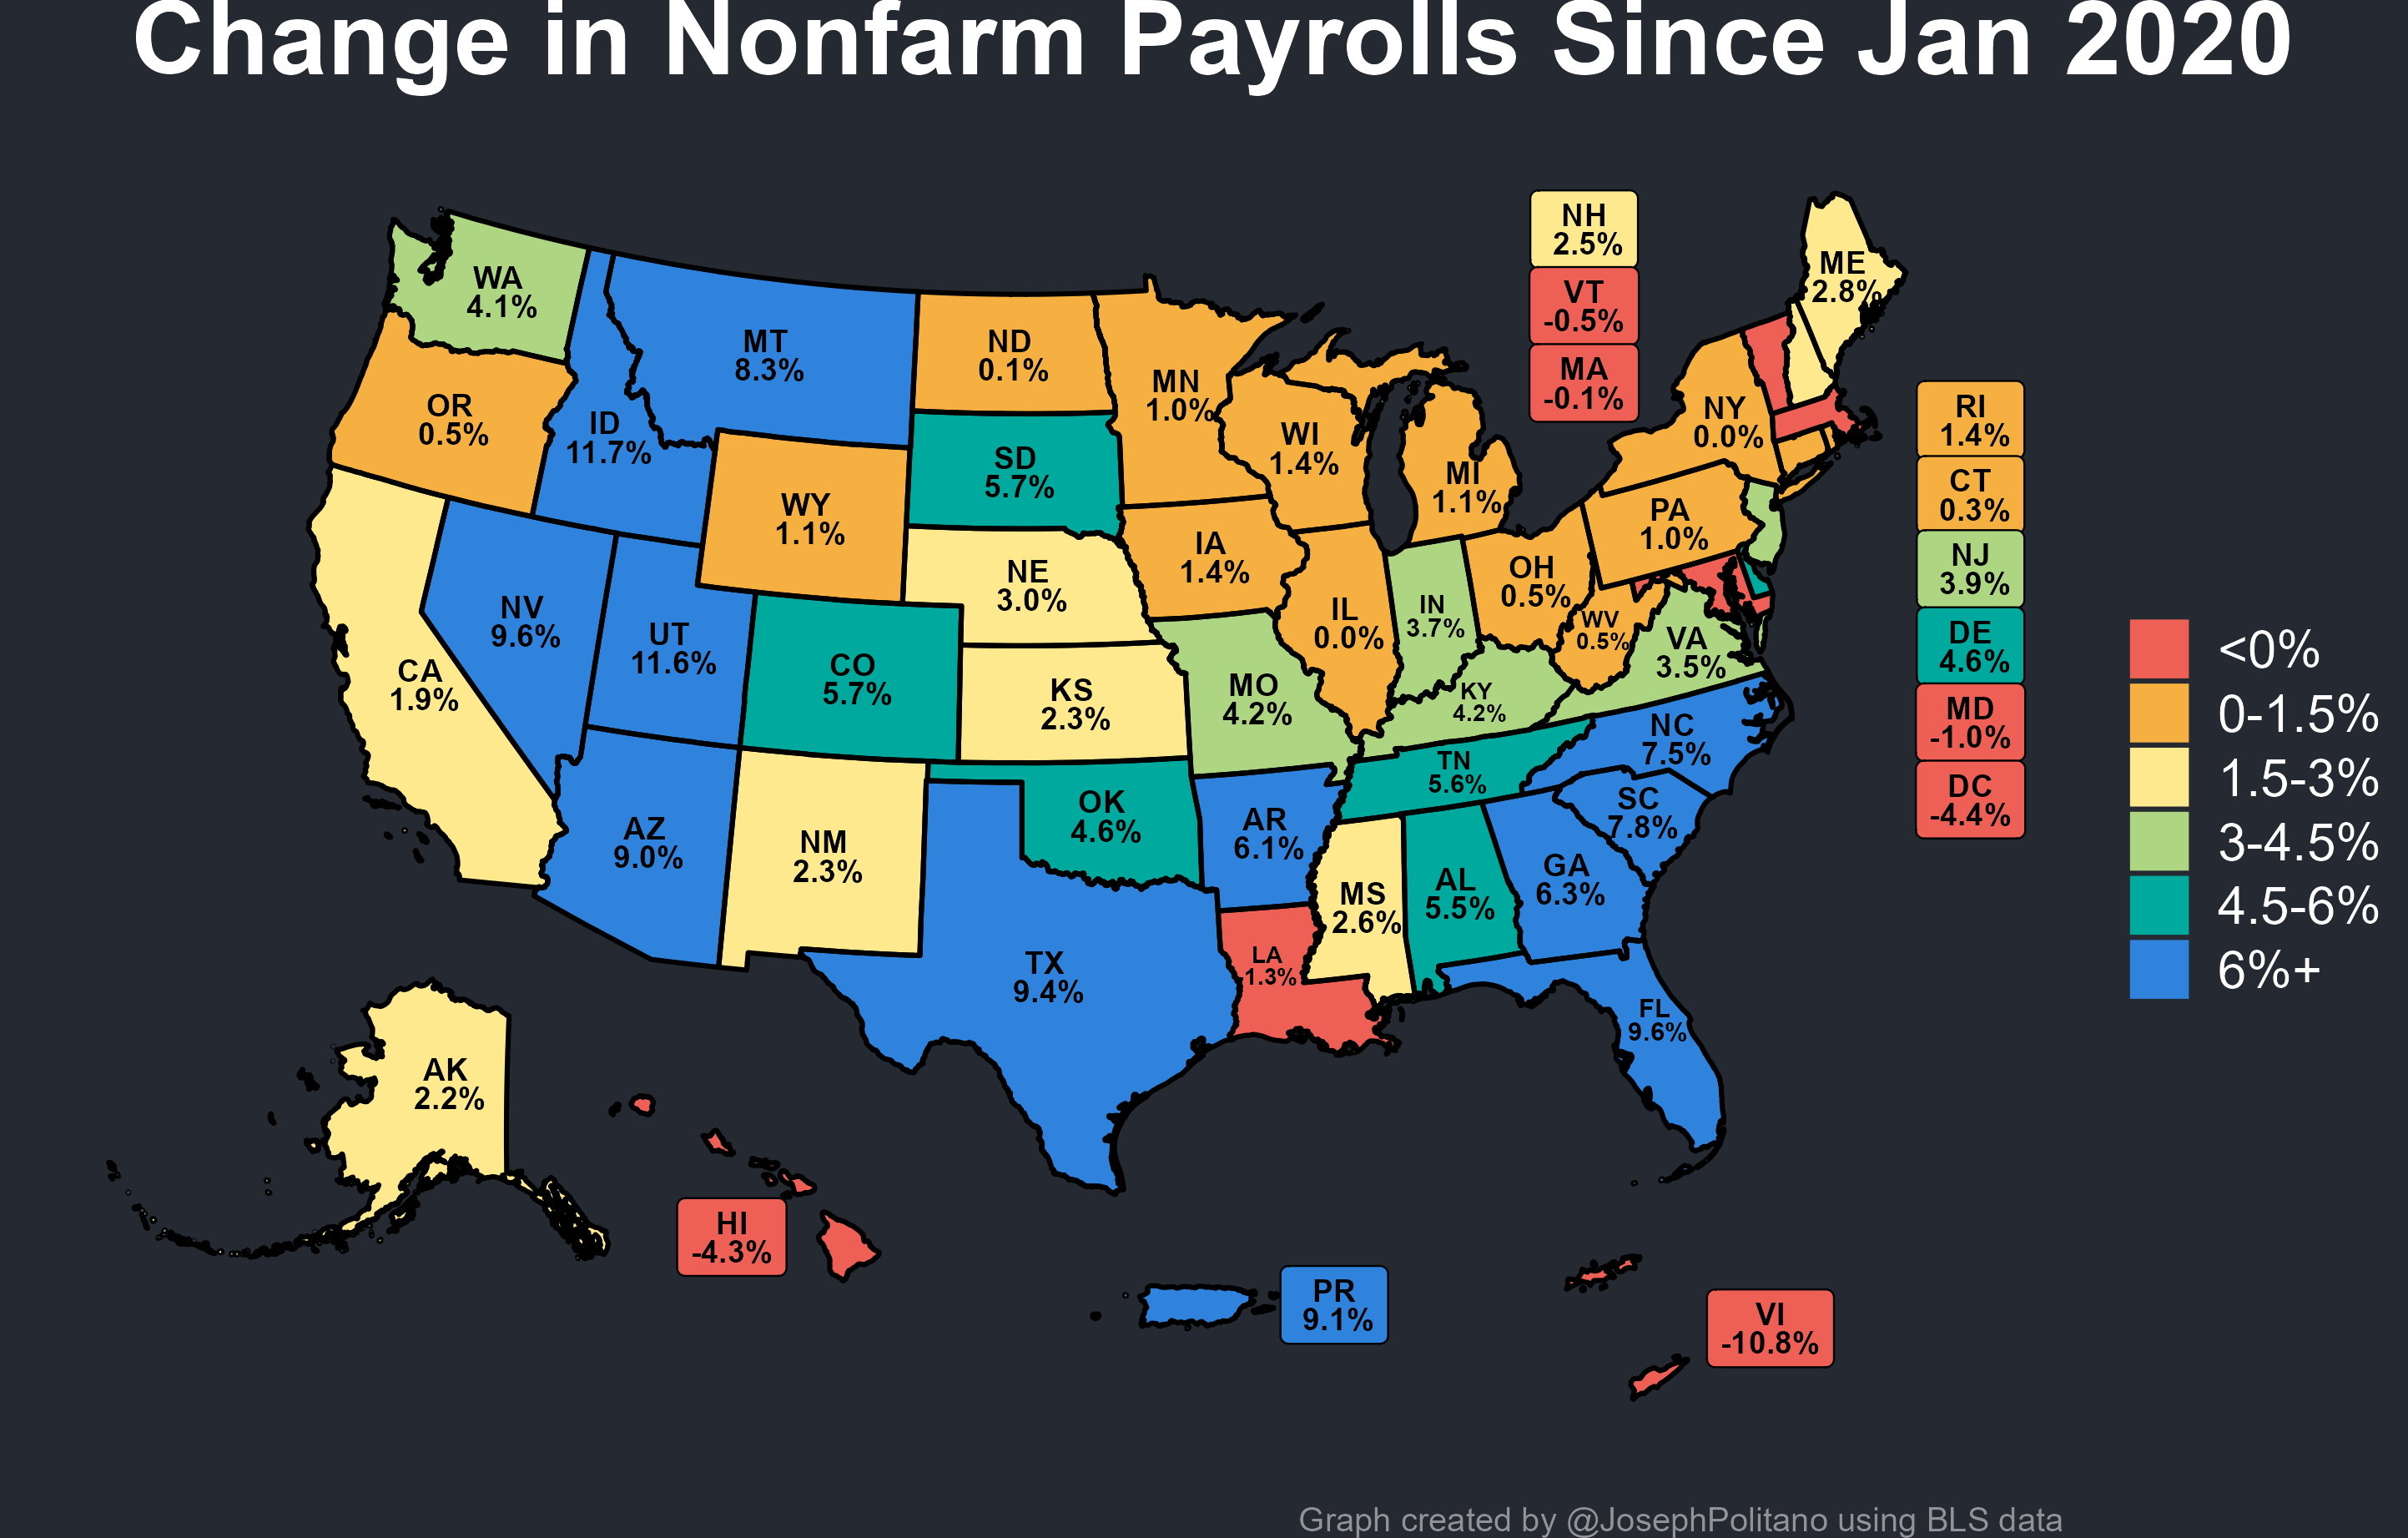 Change in Nonfarm Payrolls Since Jan 2020
NH
2.5%
VT
-0.5%
MA
-0.1%
ME
2.8%
WA
4.1%
MT
8.3%
ND
0.1%
MN
1.0%
OR
0.5%
ID
11.7%
SD
5.7%
WI
1.4%
MI
1.1%
NY
0.0%
RI
1.4%
CT
0.3%
NJ
3.9%
DE
4.6%
MD
-1.0%
DC
-4.4%
WY
1.1%
PA
1.0%
IA
1.4%
NE
3.0%
OH
0.5%
IL
0.0%
IN
3.7%
WV
0.5%
VA
3.5%
NV
9.6%
UT
11.6%
CO
5.7%
CA
1.9%
KS
2.3%
MO
4.2%
KY
4.2%
NC
7.5%
TN
5.6%
SC
7.8%
AZ
9.0%
NM
2.3%
OK
4.6%
AR
6.1%
MS
2.6%
AL
5.5%
GA
6.3%
TX
9.4%
LA
-1.3%
FL
9.6%
AK
2.2%
HI
-4.3%
PR
9.1%
VI
-10.8%
<0%
0-1.5%
1.5-3%
3-4.5%
4.5-6%
6%+
Graph created by @JosephPolitano using BLS data